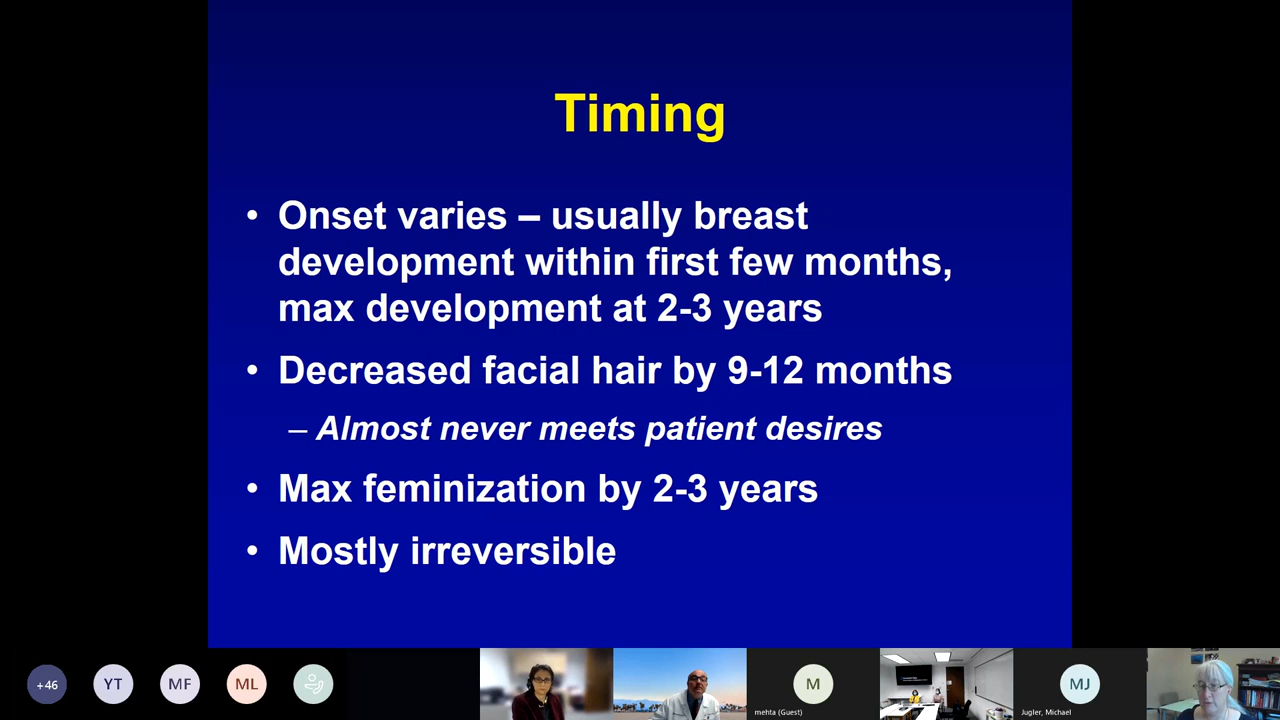 Timing
• Onset varies – usually breast
development within first few months,
max development at 2-3 years
• Decreased facial hair by 9-12 months
– Almost never meets patient desires
• Max feminization by 2-3 years
• Mostly irreversible
+46
YT
MF
ML
M
mehta (Guest)
MJ
Jugler, Michael